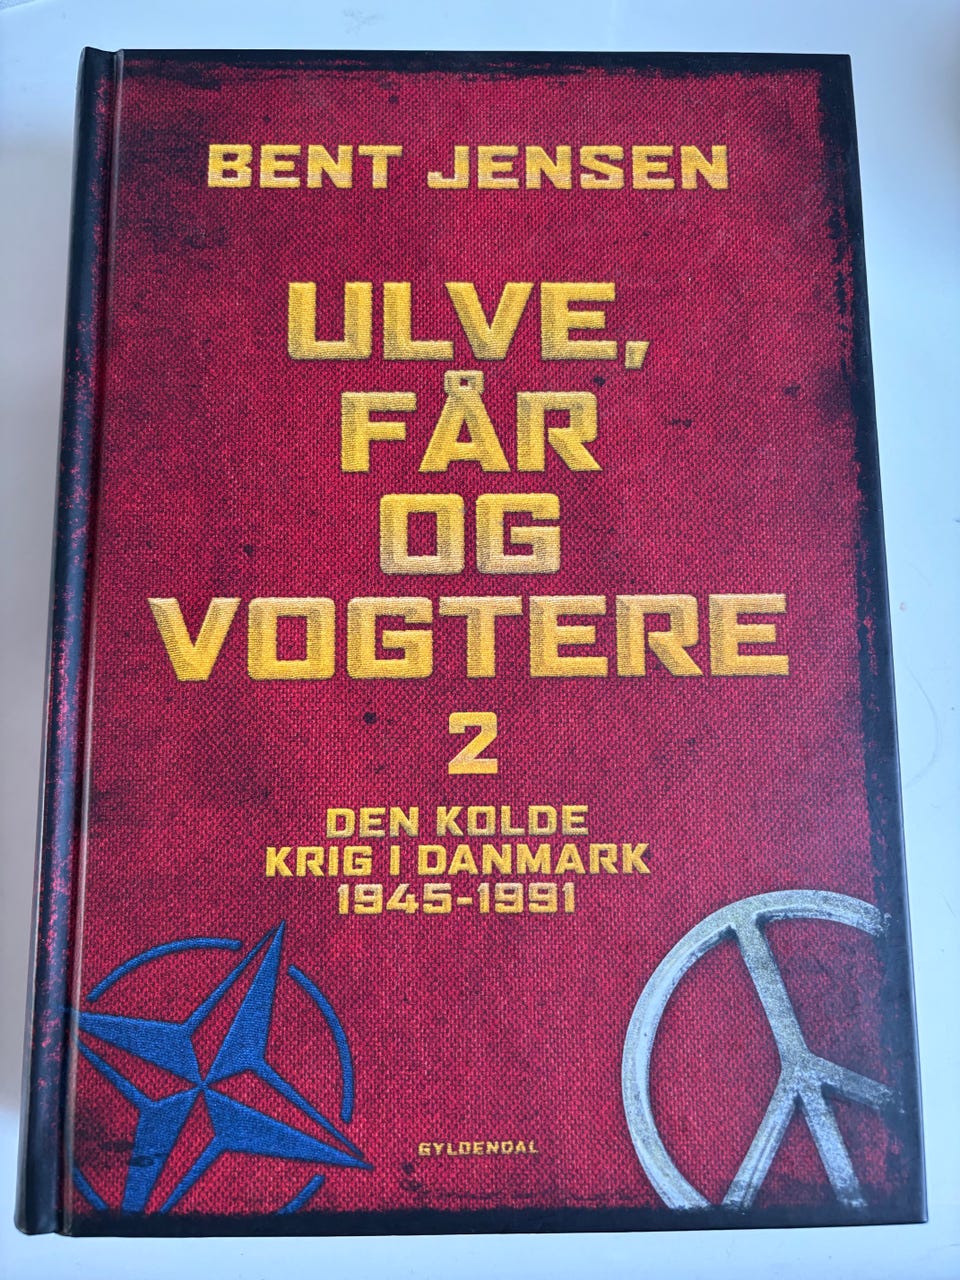 BENT JENSEN
ULVE,
FÅR
OG
VOGTERE
2
DEN KOLDE
KRIG I DANMARK
1945-1991
GYLDENDAL